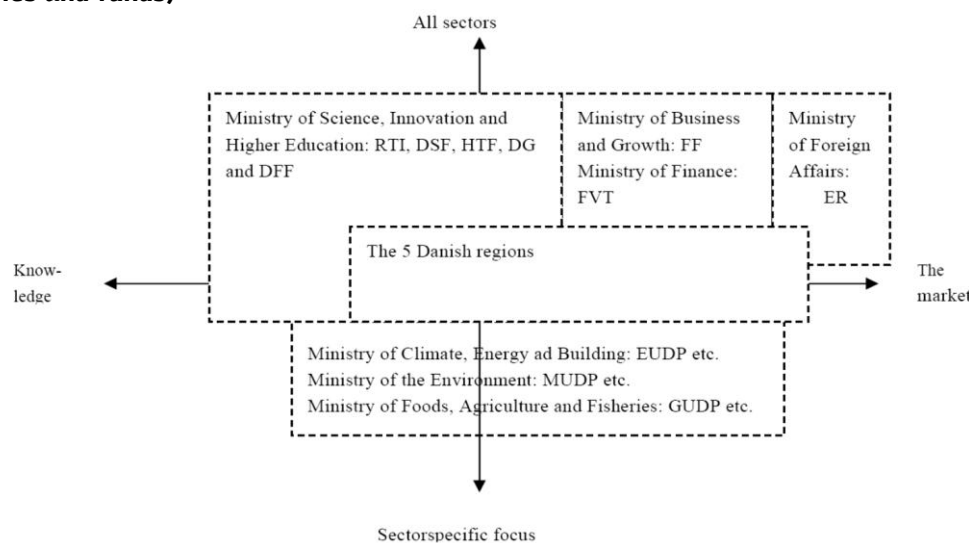 All sectors
Ministry of Science, Innovation and
Higher Education: RTI, DSF, HTF, DG
and DFF
Ministry of Business
and Growth: FF
Ministry of Finance:
FVT
Ministry
of Foreign
Affairs:
ER
The 5 Danish regions
Know-
ledge
The
market
Ministry of Climate, Energy ad Building: EUDP etc.
Ministry of the Environment: MUDP etc.
Ministry of Foods, Agriculture and Fisheries: GUDP etc.
Sectorspecific focus